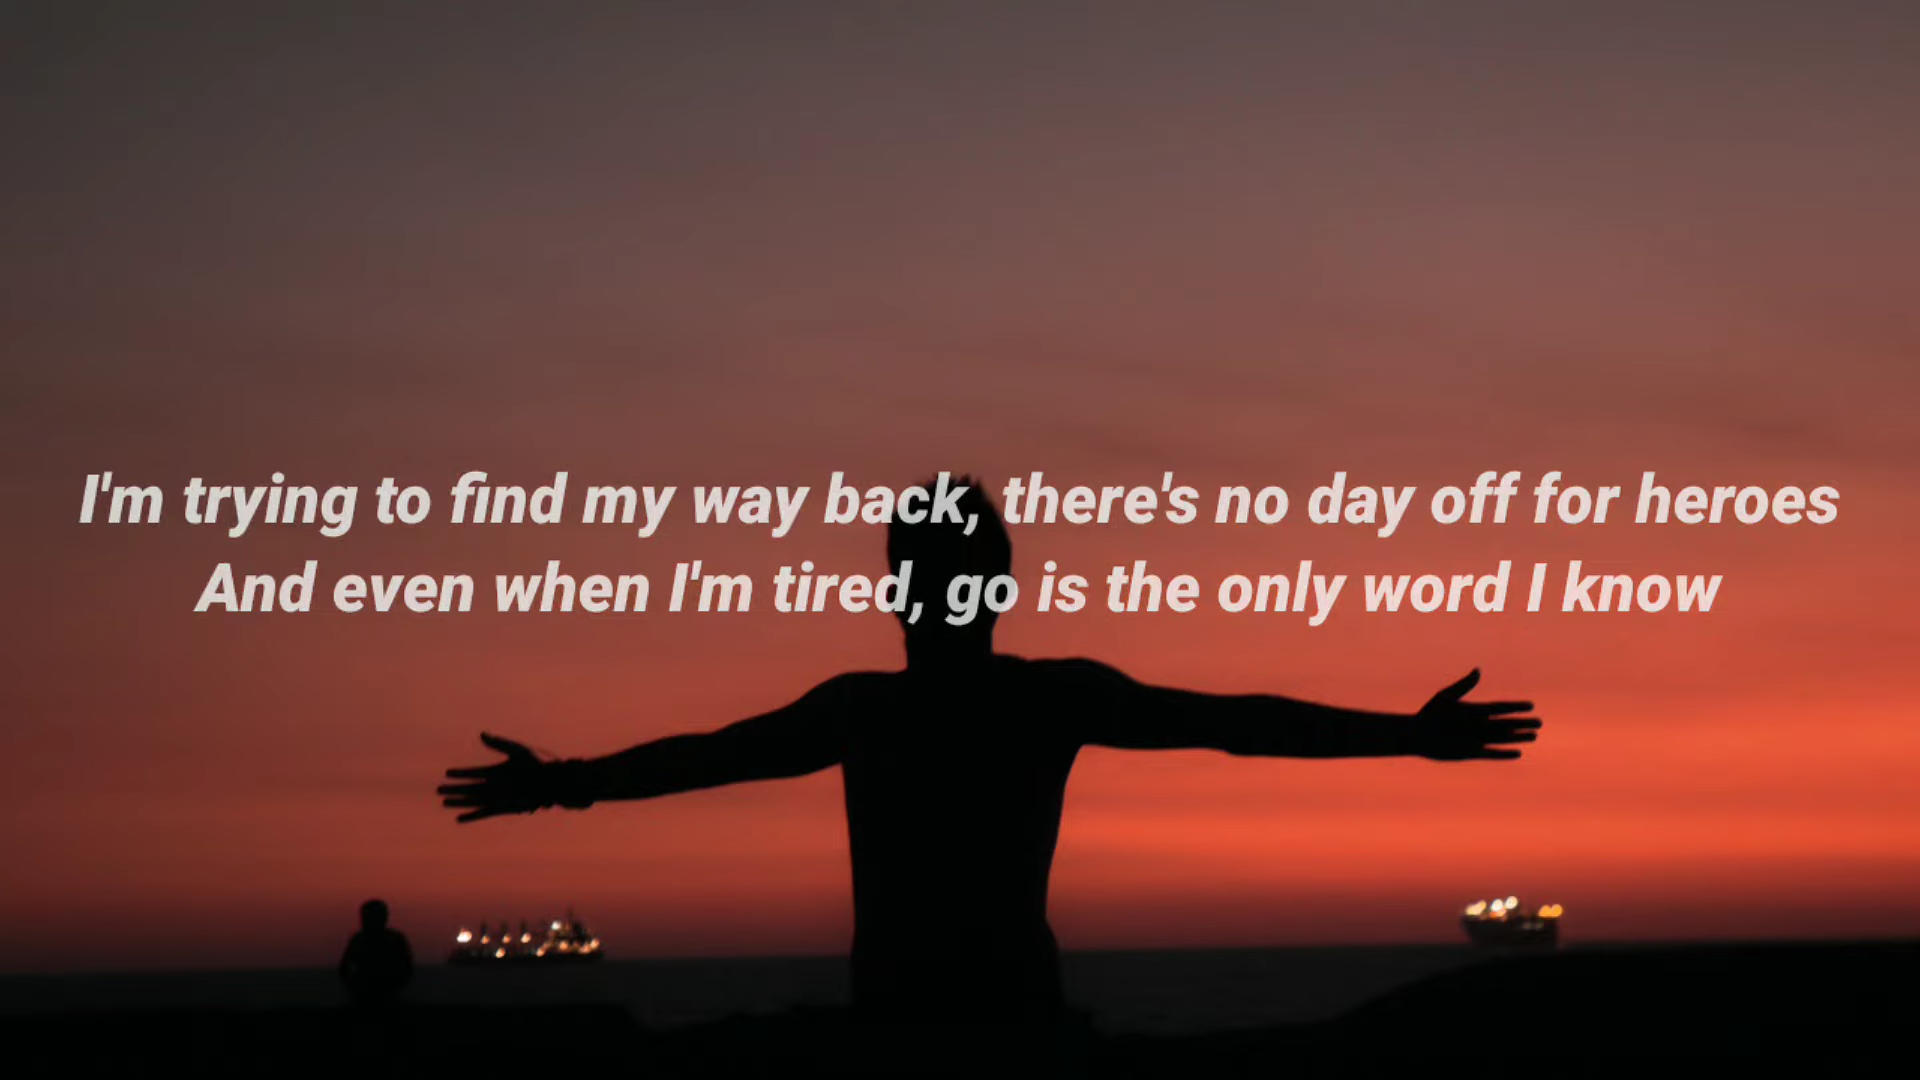 I'm trying to find my way back, there's no day off for heroes
And even when I'm tired, go is the only word I know